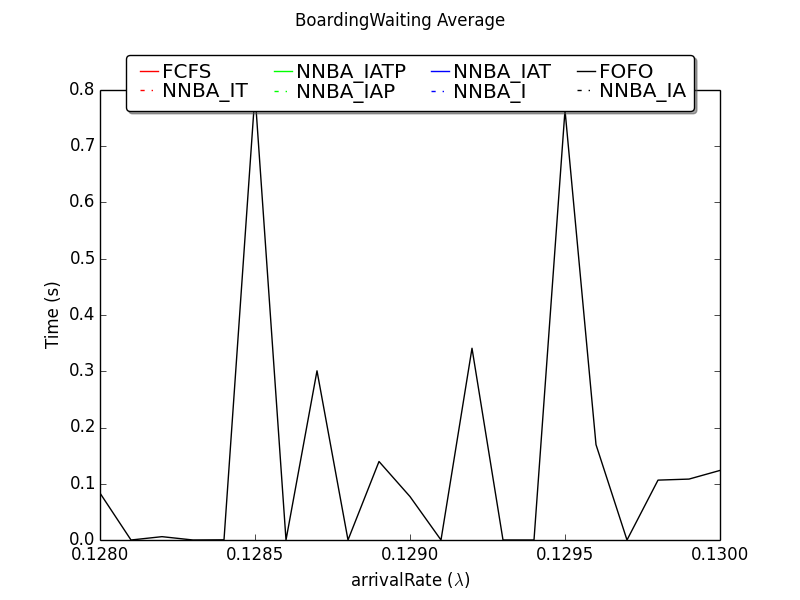 BoardingWaiting Average
FCFS NNBA_IATP NNBA_IAT FOFO
NNBA_IT NNBA_IAP NNBA_I NNBA_IA
0.8
0.7
0.6
0.5
0.4
0.3
0.2
0.1
0.0
Time (s)
0.1280 0.1285 0.1290 0.1295 0.1300
arrivalRate (λ)